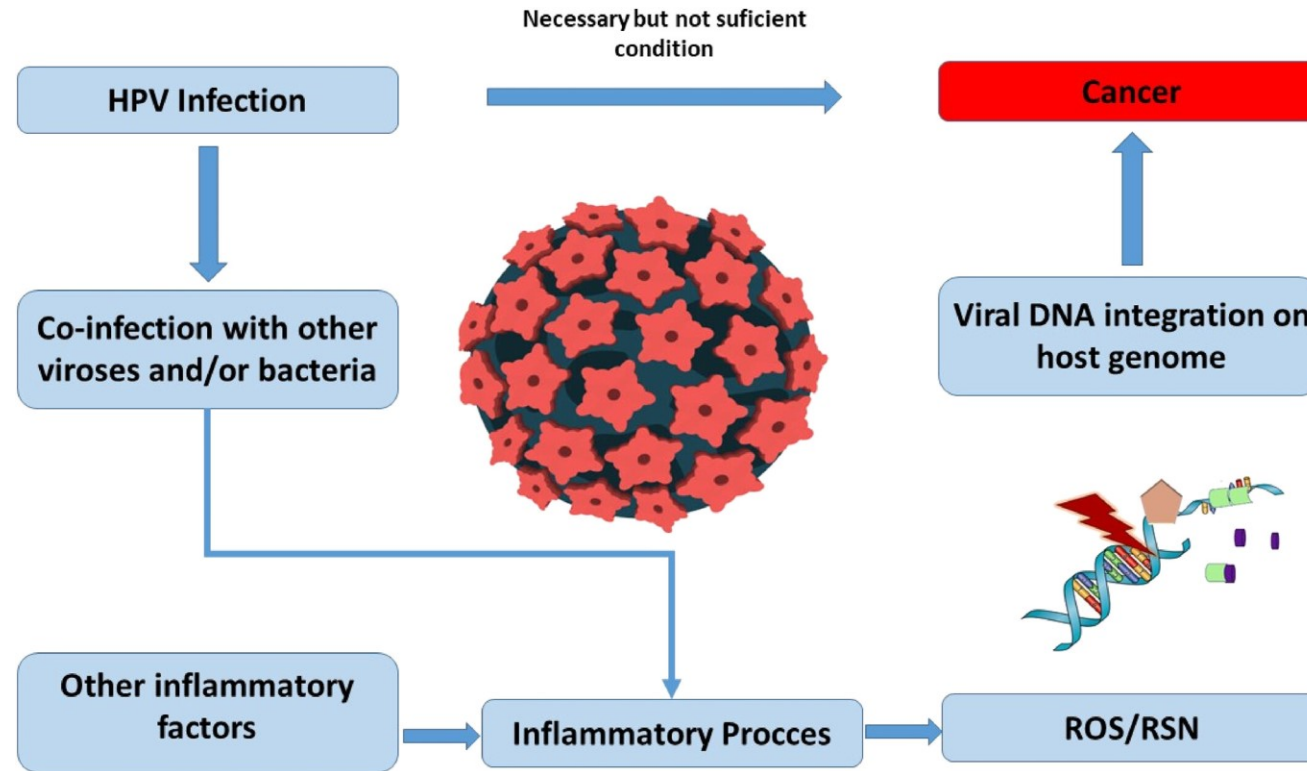 Necessary but not suficient
condition
HPV Infection
Cancer
Co-infection with other
viroses and/or bacteria
Viral DNA integration on
host genome
Other inflammatory
factors
Inflammatory Procces
ROS/RSN